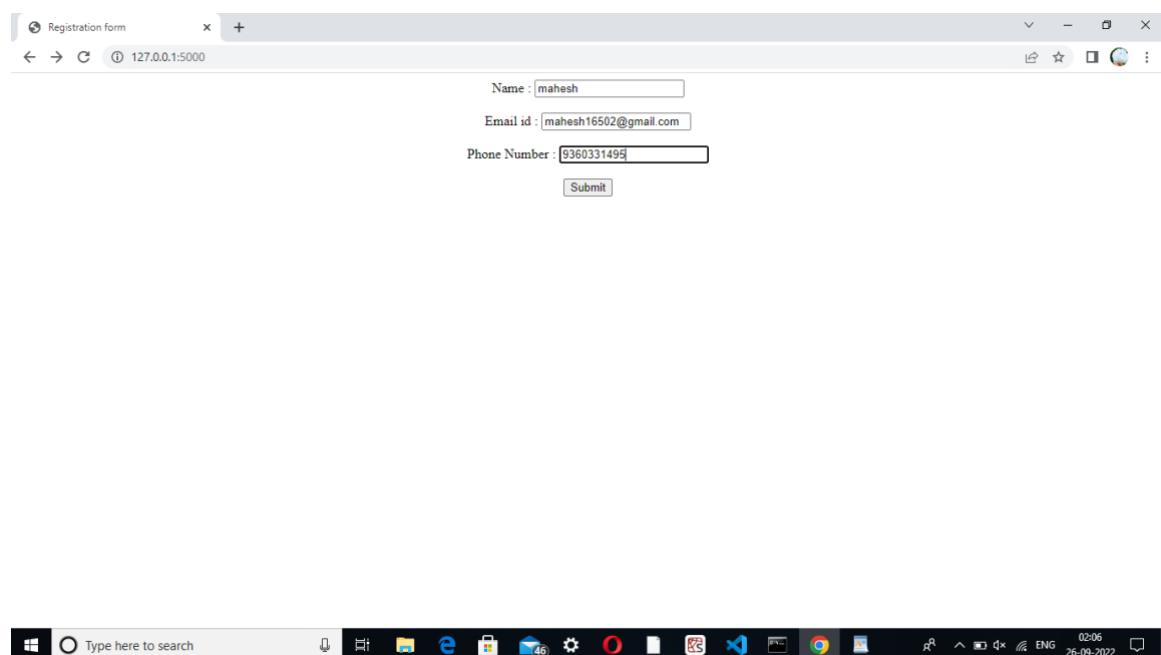 Registration form
127.0.0.1:5000
Name : mahesh
Email id : mahesh16502@gmail.com
Phone Number : 9360331495
Submit
Type here to search
46
ENG
02:06
26-09-2022